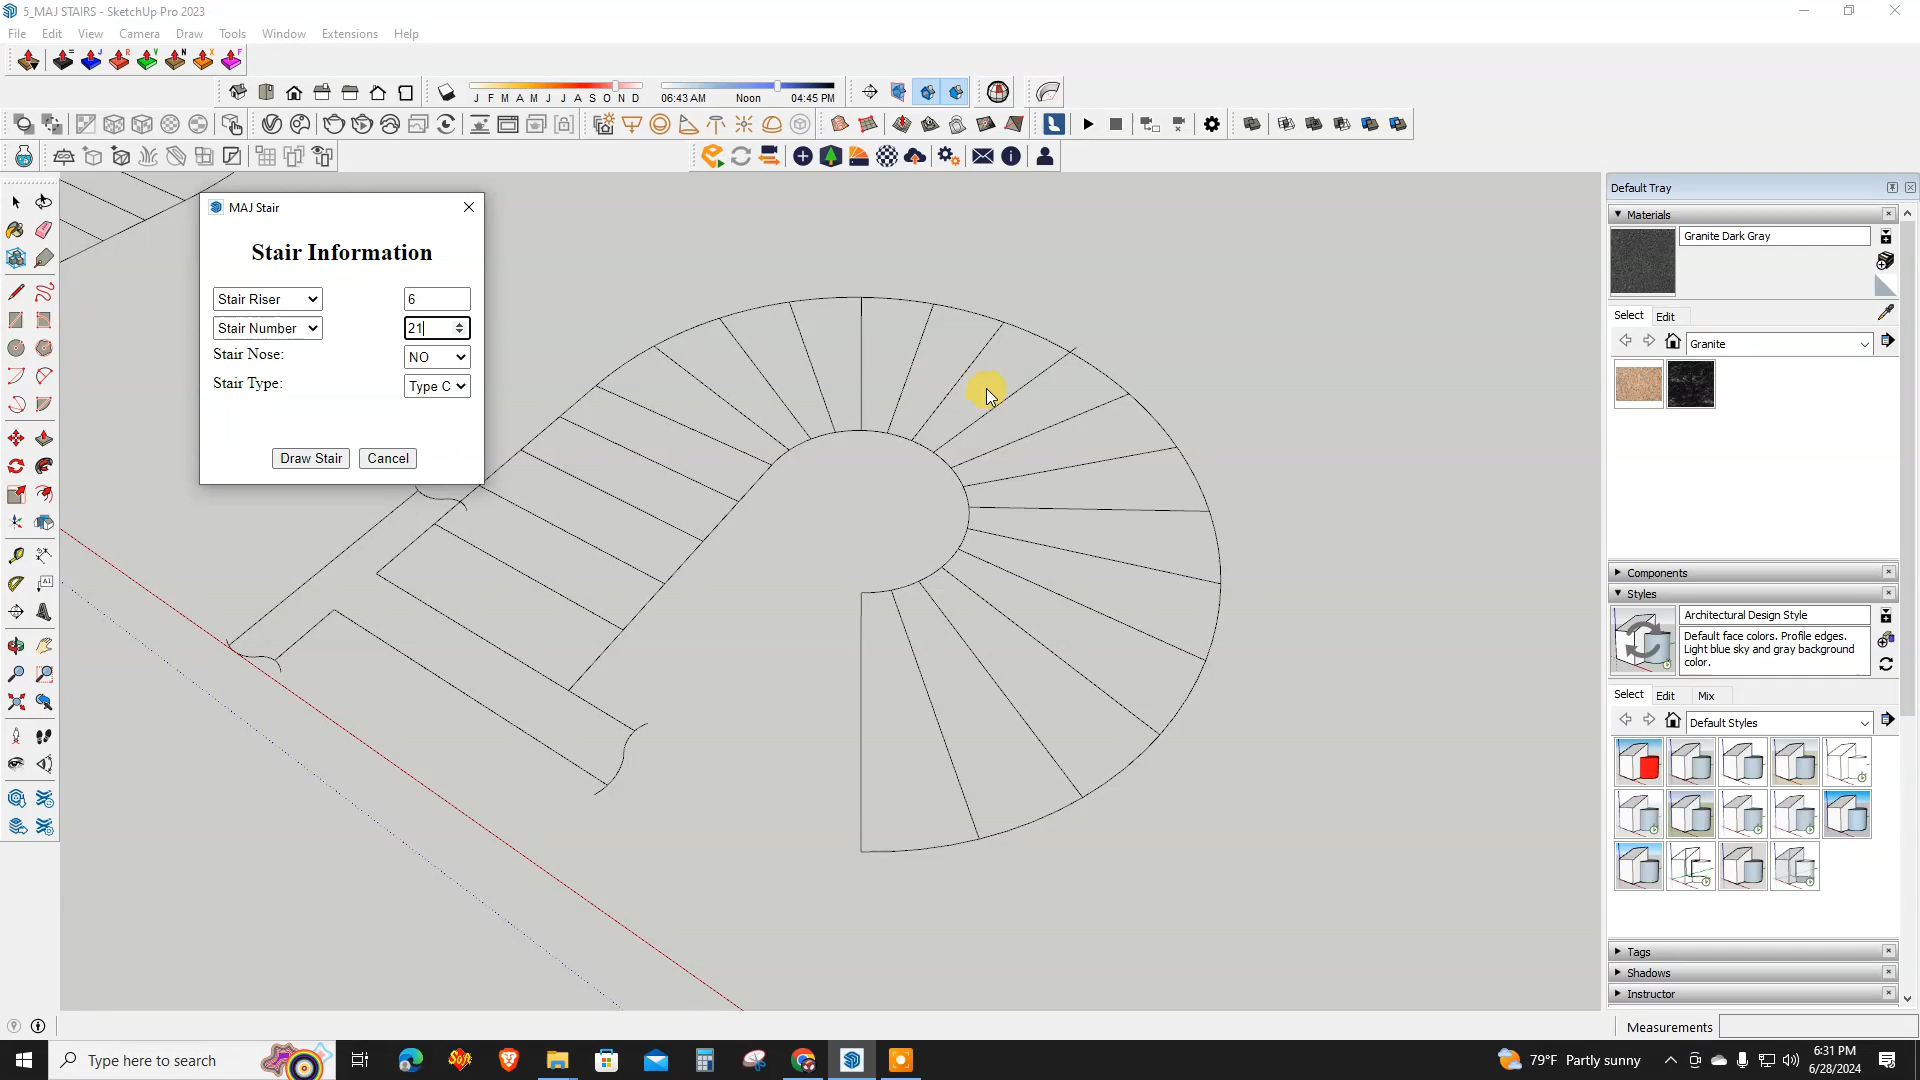 5_MAJ STAIRS - SketchUp Pro 2023
File Edit View Camera Draw Tools Window Extensions Help
J F M A M J J A S O N D 06:43 AM Noon 04:45 PM
MAJ Stair
Stair Information
Stair Riser 6
Stair Number 21
Stair Nose: NO
Stair Type: Type C
Draw Stair Cancel
Default Tray
Materials
Granite Dark Gray
Select Edit
Granite
Components
Styles
Architectural Design Style
Default face colors. Profile edges.
Light blue sky and gray background
color.
Select Edit Mix
Default Styles
Tags
Shadows
Instructor
Measurements
Type here to search
79°F Partly sunny
6:31 PM
6/28/2024